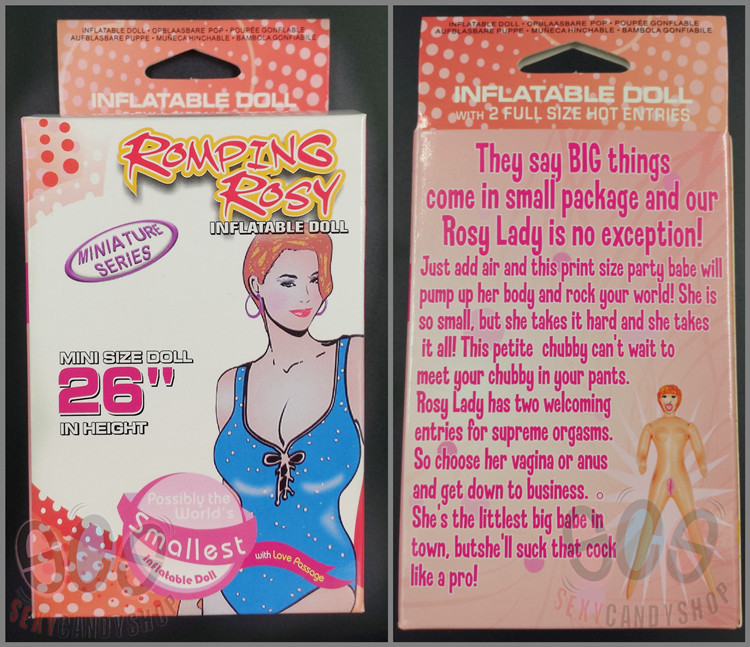 INFLATABLE DOLL • OPBLAASBARE POP • POUPÉE GONFLABLE
AUFBLASBARE PUPPE • MUÑECA HINCHABLE • BAMBOLA GONFIABILE
INFLATABLE DOLL
ROMPING
ROSY
INFLATABLE DOLL
MINIATURE
SERIES
MINI SIZE DOLL
26"
IN HEIGHT
Possibly the
World's
Smallest
Inflatable Doll
with Love Passage
SCS
SEXYCANDYSHOP
INFLATABLE DOLL • OPBLAASBARE POP • POUPÉE GONFLABLE
AUFBLASBARE PUPPE • MUÑECA HINCHABLE • BAMBOLA GONFIABILE
INFLATABLE DOLL
WITH 2 FULL SIZE HOT ENTRIES
They say BIG things
come in small package and our
Rosy Lady is no exception!
Just add air and this print size party babe will
pump up her body and rock your world! She is
so small, but she takes it hard and she takes
it all! This petite chubby can't wait to
meet your chubby in your pants.
Rosy Lady has two welcoming
entries for supreme orgasms.
So choose her vagina or anus
and get down to business.
She's the littlest big babe in
town, butshe'll suck that cock
like a pro!
SCS
SEXYCANDYSHOP